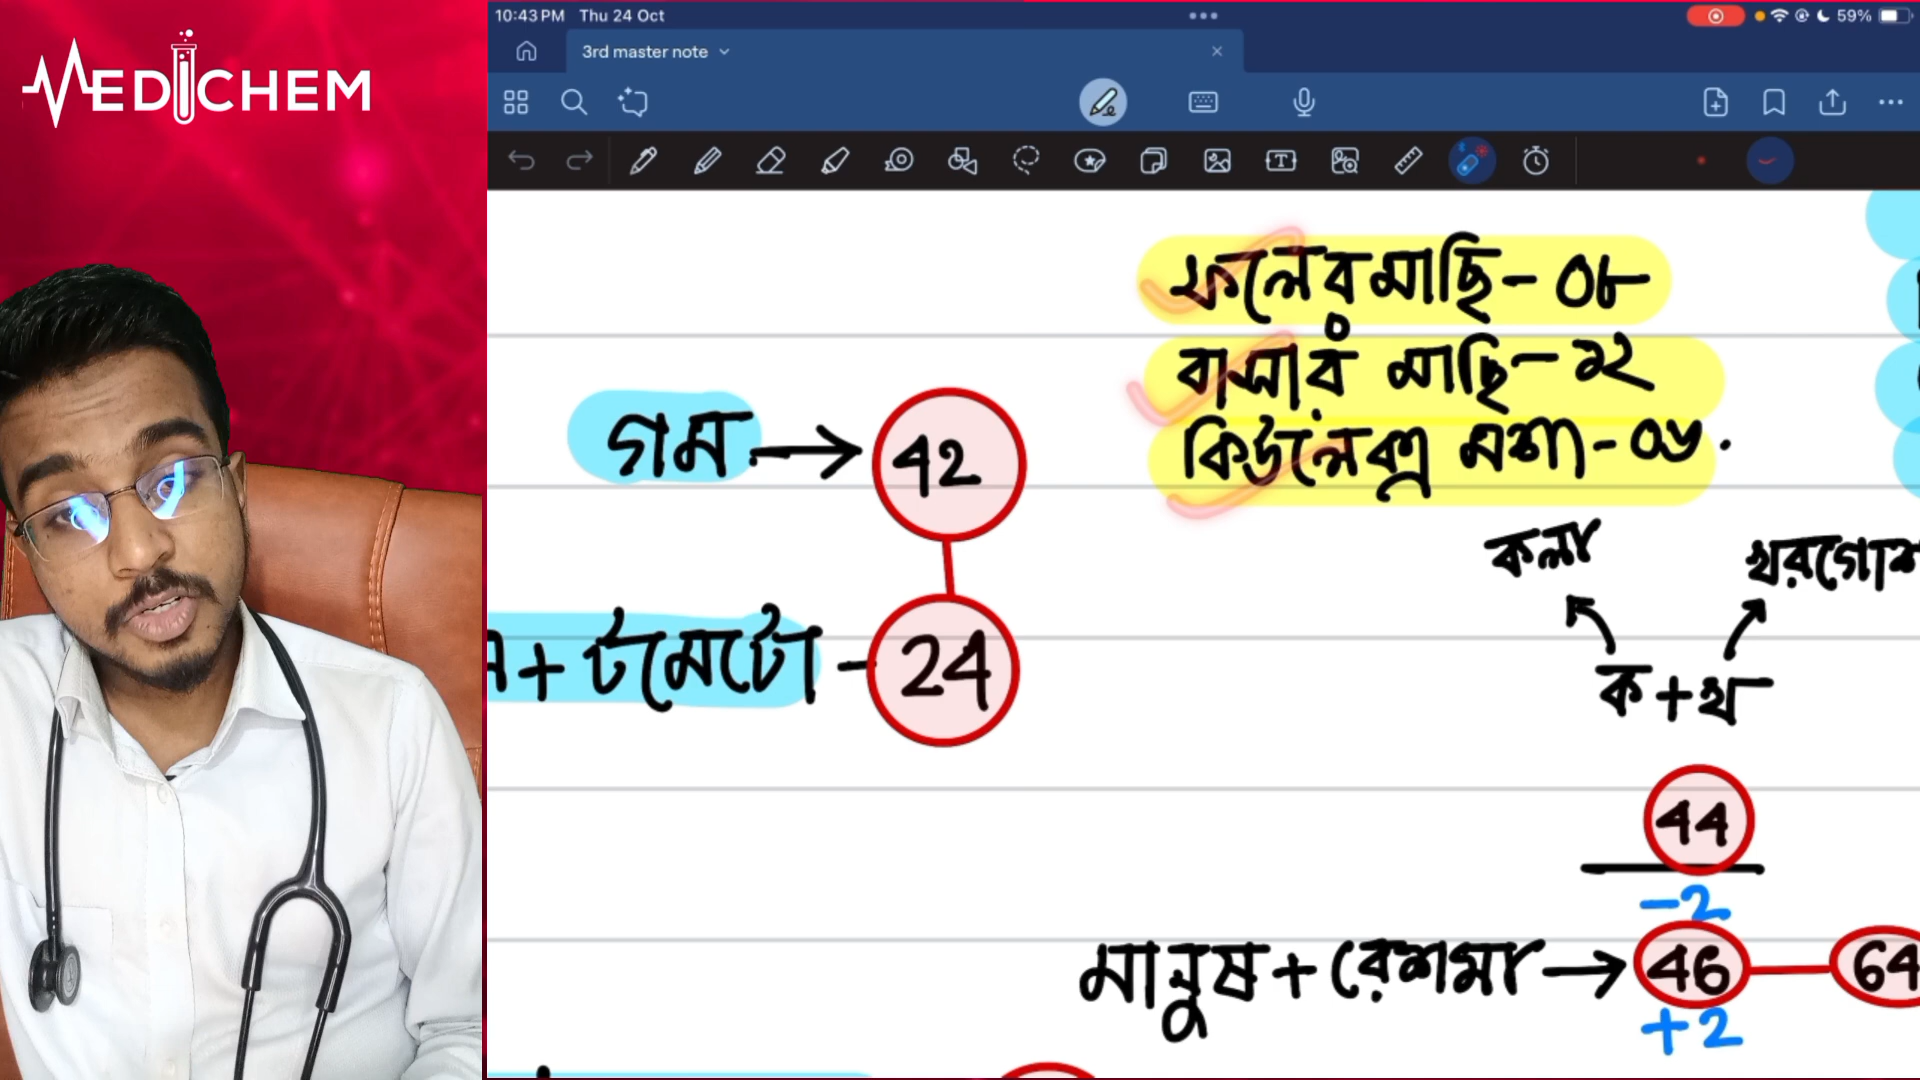 MEDICHEM
10:43 PM Thu 24 Oct
59%
3rd master note
ফলের মাছি - ০৮
বাসার মাছি - ১২
কিউলেক্স মশা - ০৬.
গম → 42
কলা
খরগোশ
+ টমেটো - 24
ক + খ
44
-2
মানুষ + রেশমা → 46 64
+2